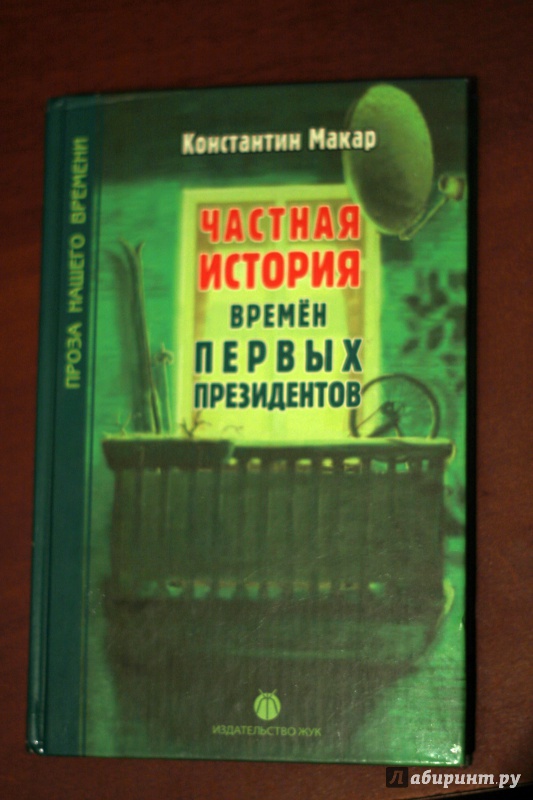 Константин Макар
ЧАСТНАЯ
ИСТОРИЯ
ВРЕМЁН
ПЕРВЫХ
ПРЕЗИДЕНТОВ
ПРОЗА НАШЕГО ВРЕМЕНИ
ИЗДАТЕЛЬСТВО ЖУК
Лабиринт.ру